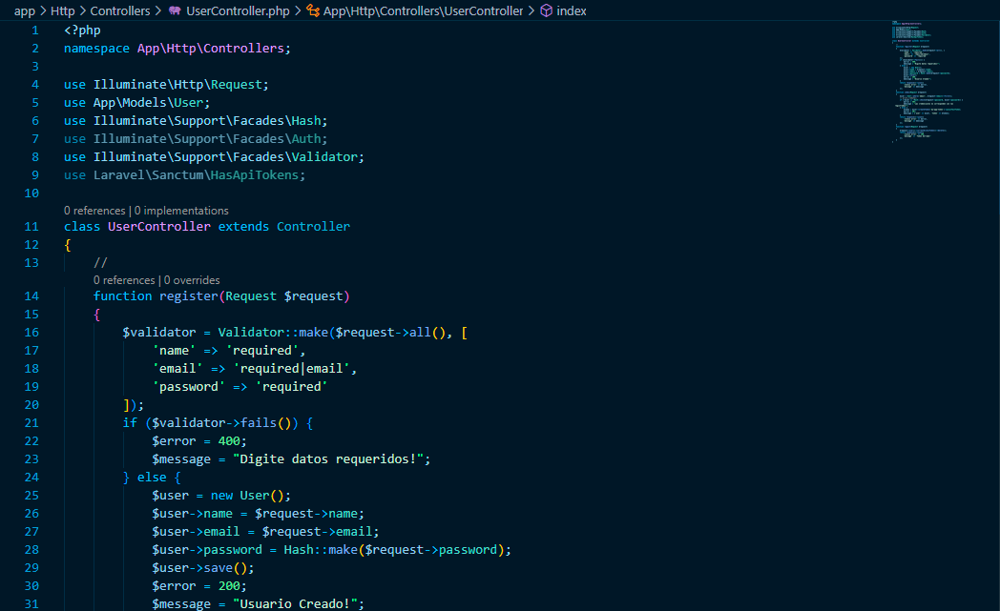 app > Http > Controllers > UserController.php > App\Http\Controllers\UserController > index
1 <?php
2 namespace App\Http\Controllers;
3
4 use Illuminate\Http\Request;
5 use App\Models\User;
6 use Illuminate\Support\Facades\Hash;
7 use Illuminate\Support\Facades\Auth;
8 use Illuminate\Support\Facades\Validator;
9 use Laravel\Sanctum\HasApiTokens;
10
0 references | 0 implementations
11 class UserController extends Controller
12 {
13     //
0 references | 0 overrides
14     function register(Request $request)
15     {
16         $validator = Validator::make($request->all(), [
17             'name' => 'required',
18             'email' => 'required|email',
19             'password' => 'required'
20         ]);
21         if ($validator->fails()) {
22             $error = 400;
23             $message = "Digite datos requeridos!";
24         } else {
25             $user = new User();
26             $user->name = $request->name;
27             $user->email = $request->email;
28             $user->password = Hash::make($request->password);
29             $user->save();
30             $error = 200;
31             $message = "Usuario Creado!";